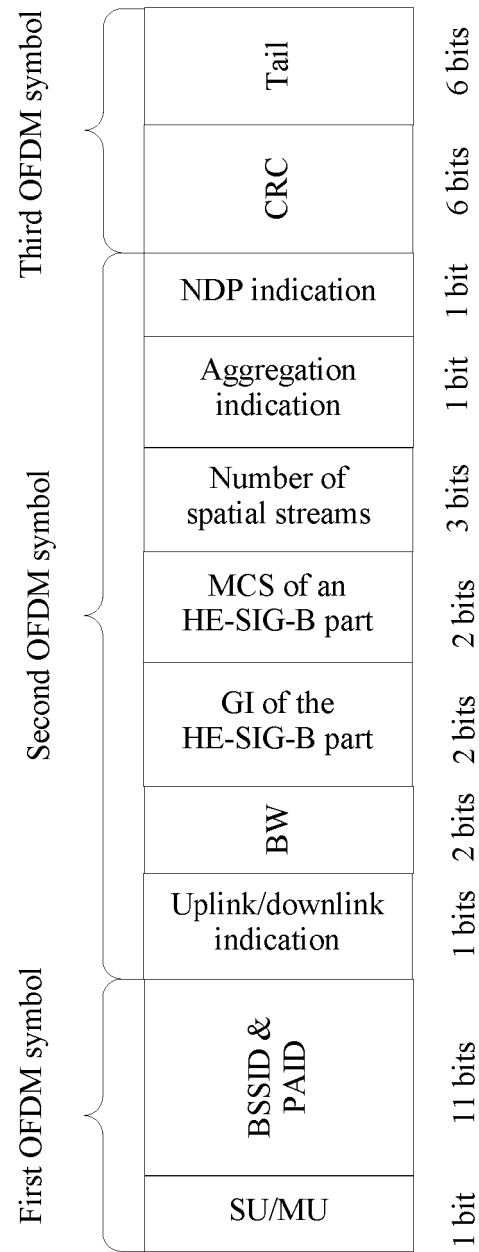 Third OFDM symbol
Tail
6 bits
CRC
6 bits
Second OFDM symbol
NDP indication
1 bit
Aggregation
indication
1 bit
Number of
spatial streams
3 bits
MCS of an
HE-SIG-B part
2 bits
GI of the
HE-SIG-B part
2 bits
BW
2 bits
Uplink/downlink
indication
1 bits
First OFDM symbol
BSSID &
PAID
11 bits
SU/MU
1 bit